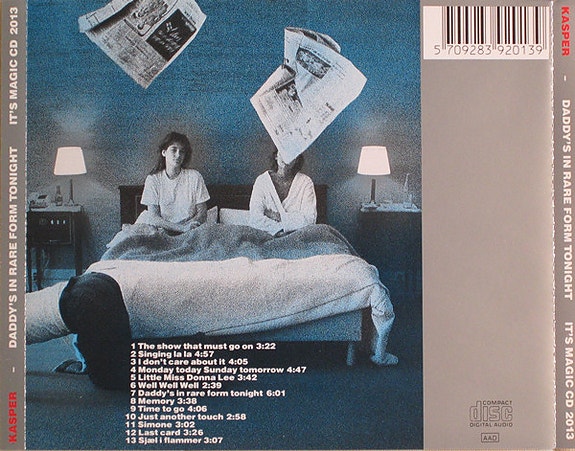 KASPER – DADDY'S IN RARE FORM TONIGHT IT'S MAGIC CD 2013
5 709283 920139
1 The show that must go on 3:22
2 Singing la la 4:57
3 I don't care about it 4:05
4 Monday today Sunday tomorrow 4:47
5 Little Miss Donna Lee 3:42
6 Well Well Well 2:39
7 Daddy's in rare form tonight 6:01
8 Memory 3:38
9 Time to go 4:06
10 Just another touch 2:58
11 Simone 3:02
12 Last card 3:26
13 Sjæl i flammer 3:07
COMPACT
disc
DIGITAL AUDIO
AAD
KASPER – DADDY'S IN RARE FORM TONIGHT IT'S MAGIC CD 2013